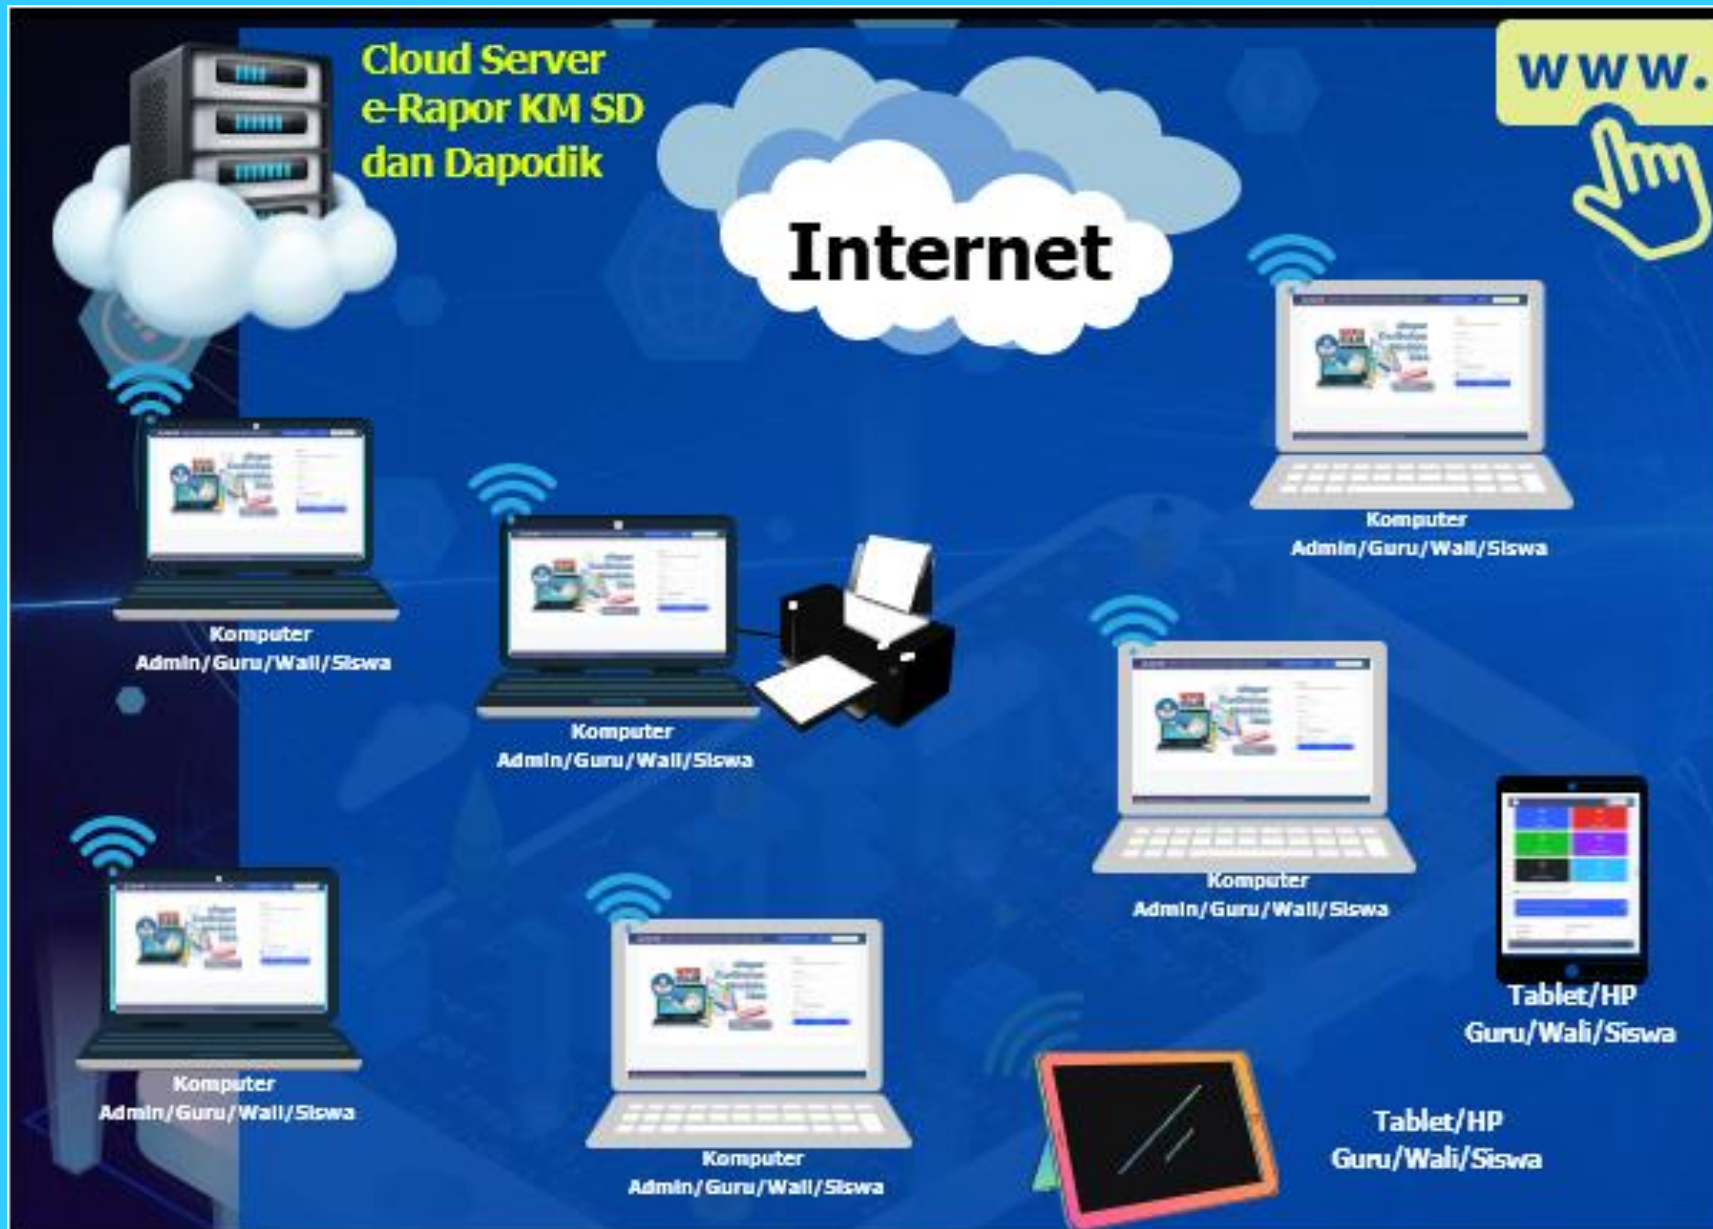 Cloud Server
e-Rapor KM SD
dan Dapodik
Internet
www.
Komputer
Admin/Guru/Wali/Siswa
Komputer
Admin/Guru/Wali/Siswa
Komputer
Admin/Guru/Wali/Siswa
Komputer
Admin/Guru/Wali/Siswa
Komputer
Admin/Guru/Wali/Siswa
Komputer
Admin/Guru/Wali/Siswa
Tablet/HP
Guru/Wali/Siswa
Tablet/HP
Guru/Wali/Siswa